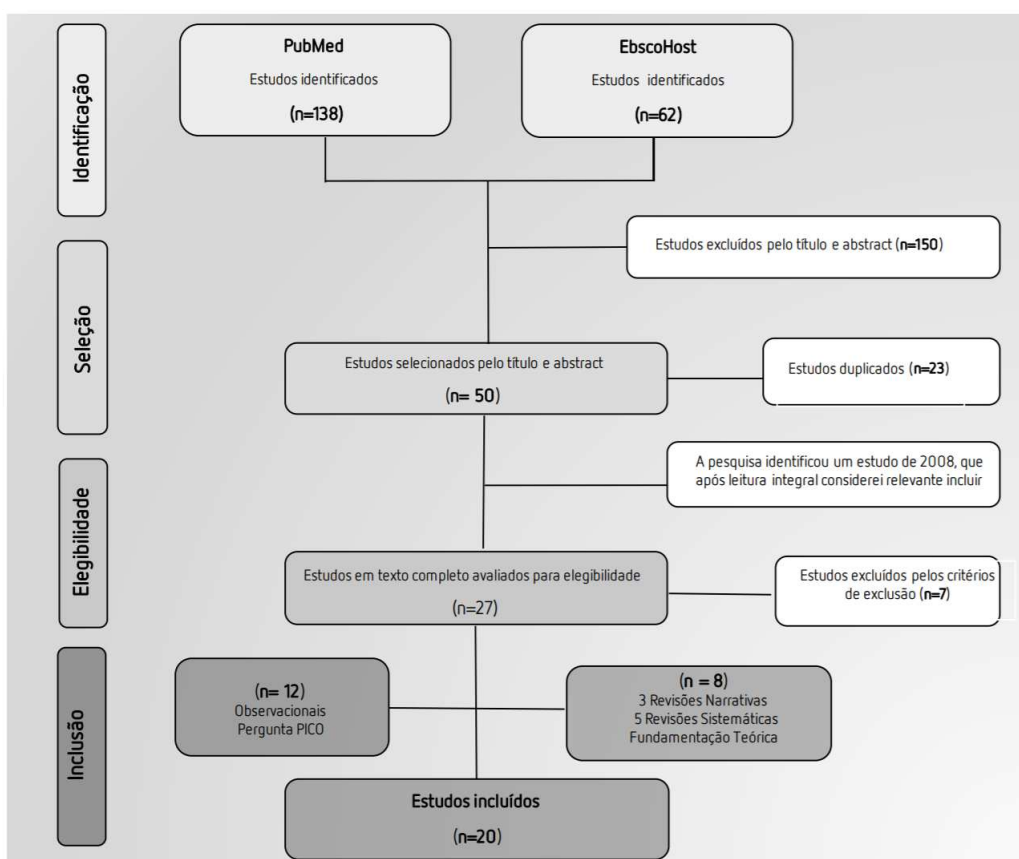 Identificação
PubMed
Estudos identificados
(n=138)
EbscoHost
Estudos identificados
(n=62)
Seleção
Estudos excluídos pelo título e abstract (n=150)
Estudos selecionados pelo título e abstract
(n= 50)
Estudos duplicados (n=23)
Elegibilidade
A pesquisa identificou um estudo de 2008, que
após leitura integral considerei relevante incluir
Estudos em texto completo avaliados para elegibilidade
(n=27)
Estudos excluídos pelos critérios
de exclusão (n=7)
Inclusão
(n= 12)
Observacionais
Pergunta PICO
(n = 8)
3 Revisões Narrativas
5 Revisões Sistemáticas
Fundamentação Teórica
Estudos incluídos
(n=20)